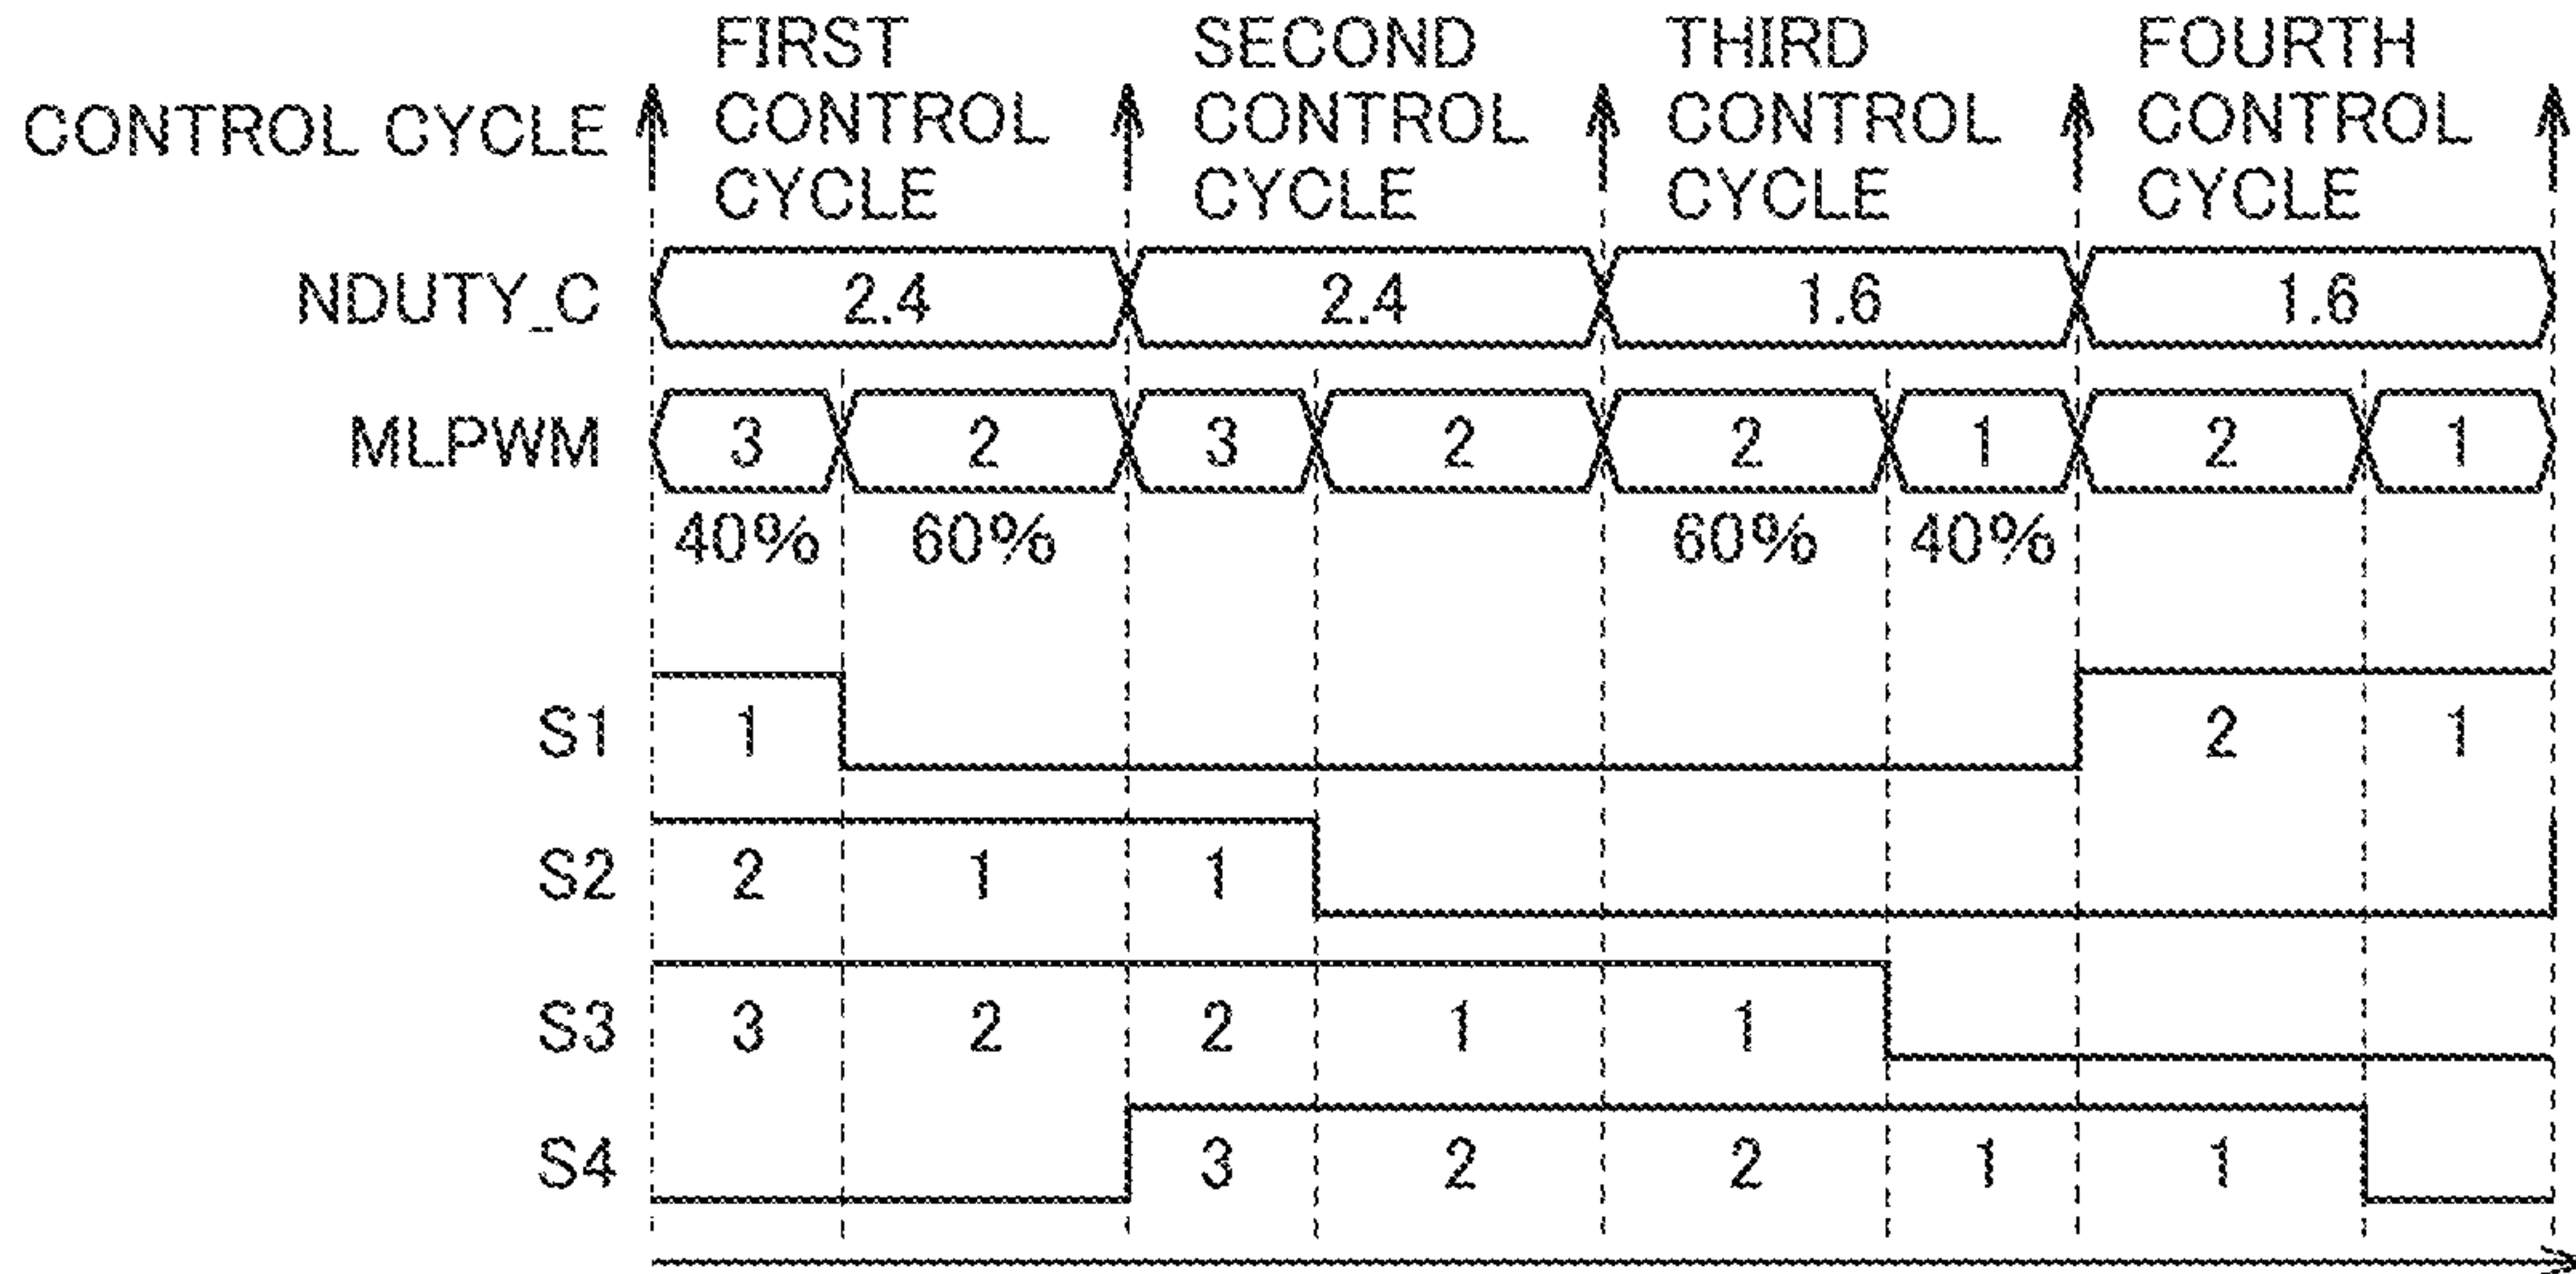 FIRST CONTROL CYCLE
SECOND CONTROL CYCLE
THIRD CONTROL CYCLE
FOURTH CONTROL CYCLE
CONTROL CYCLE
NDUTY_C 2.4 2.4 1.6 1.6
MLPWM 3 2 3 2 2 1 2 1
40% 60% 60% 40%
S1 1 2 1
S2 2 1 1
S3 3 2 2 1 1
S4 3 2 2 1 1